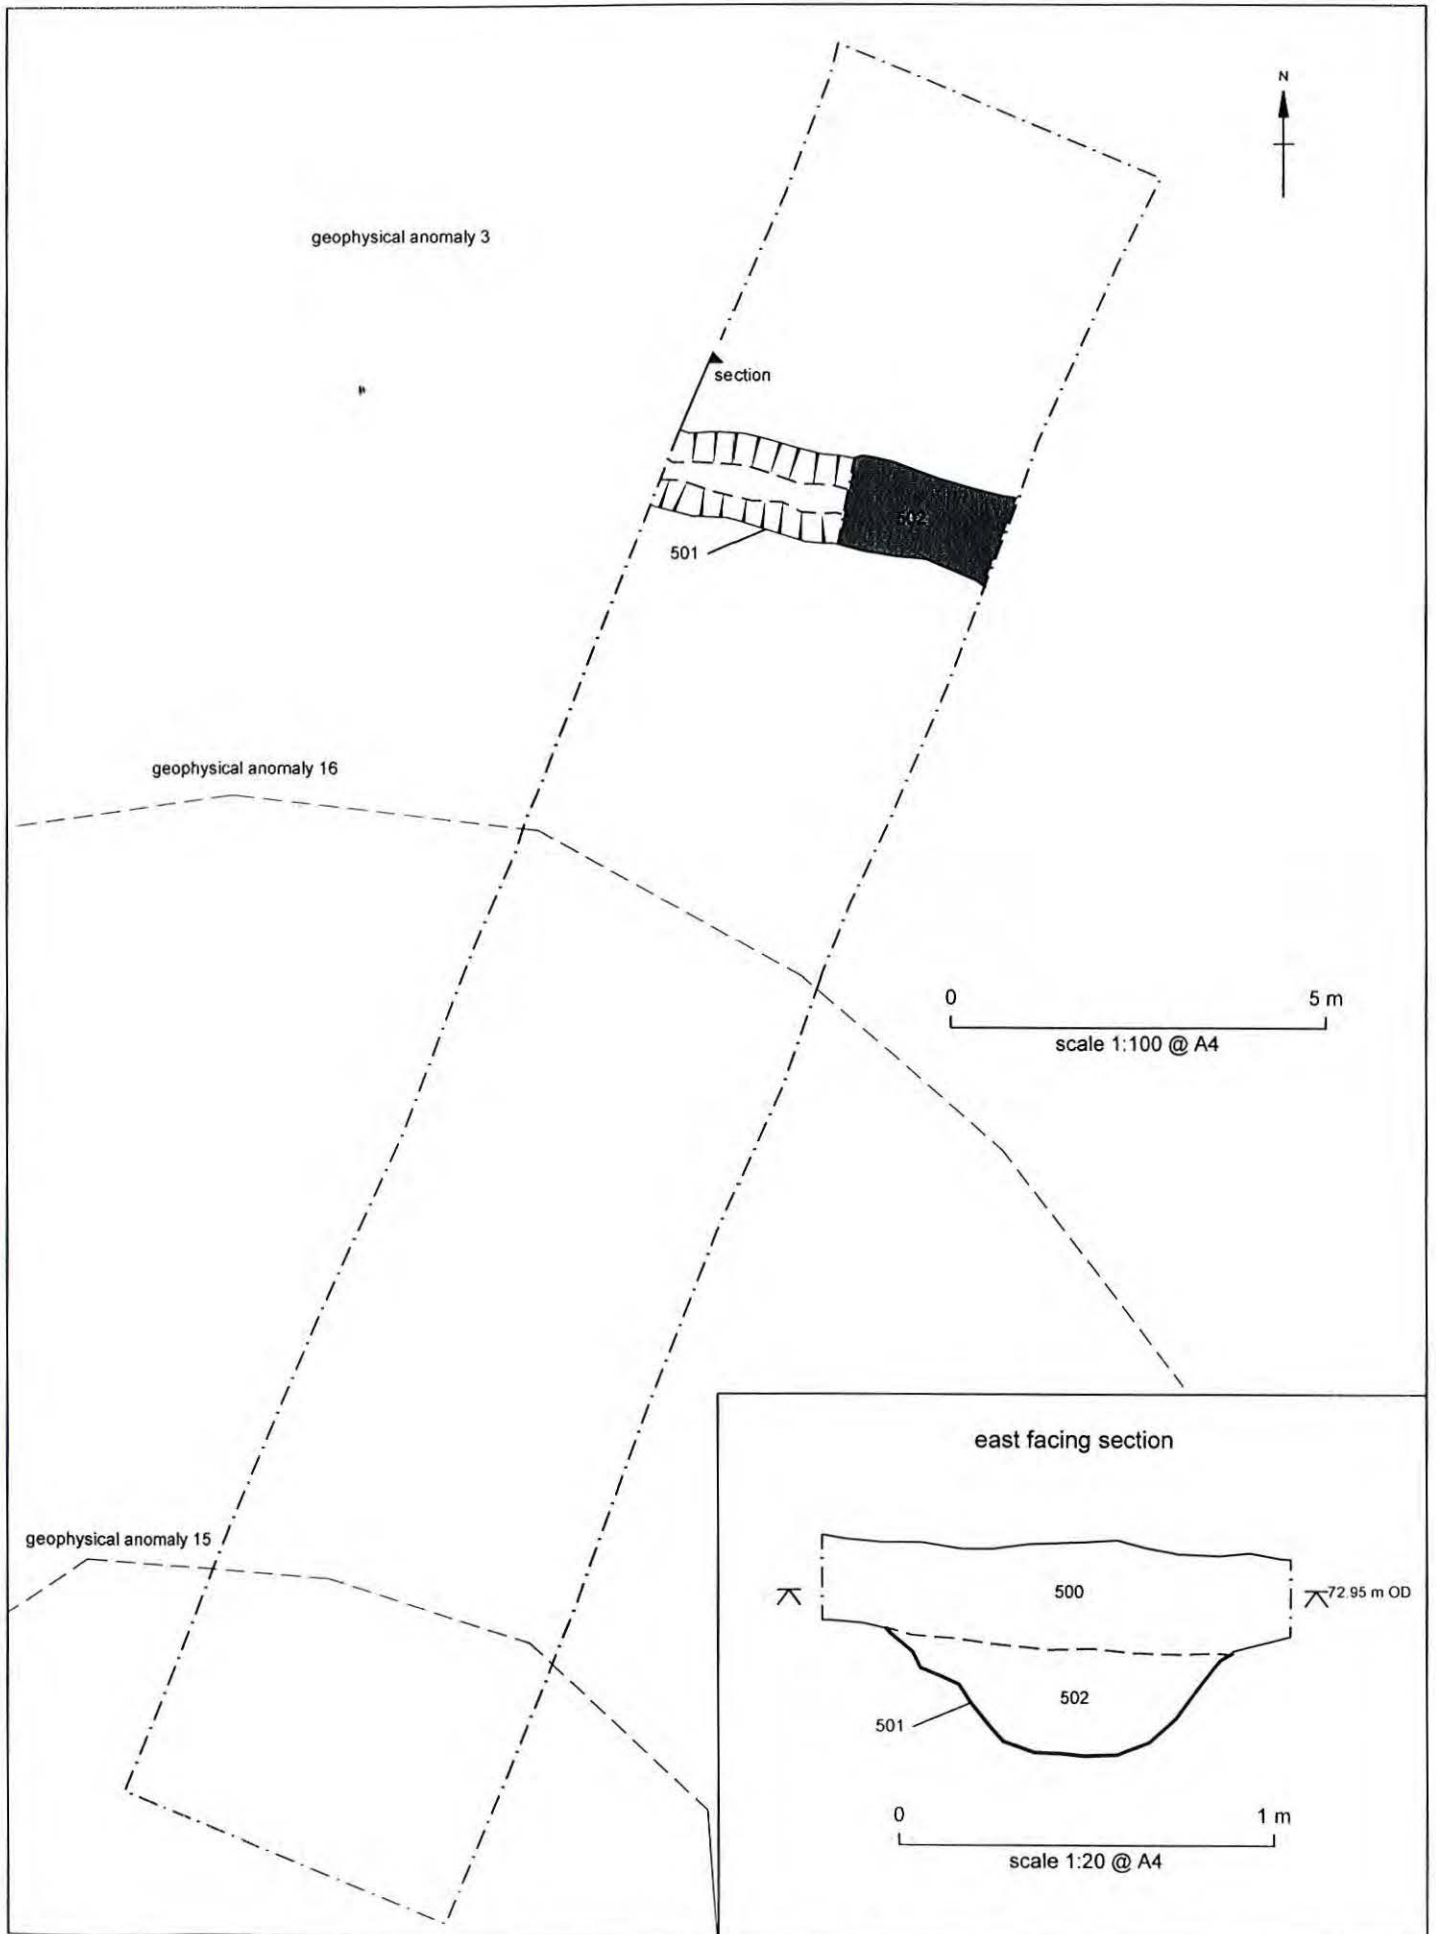 N
geophysical anomaly 3
section
502
501
geophysical anomaly 16
0 5 m
scale 1:100 @ A4
east facing section
geophysical anomaly 15
500
72.95 m OD
502
501
0 1 m
scale 1:20 @ A4